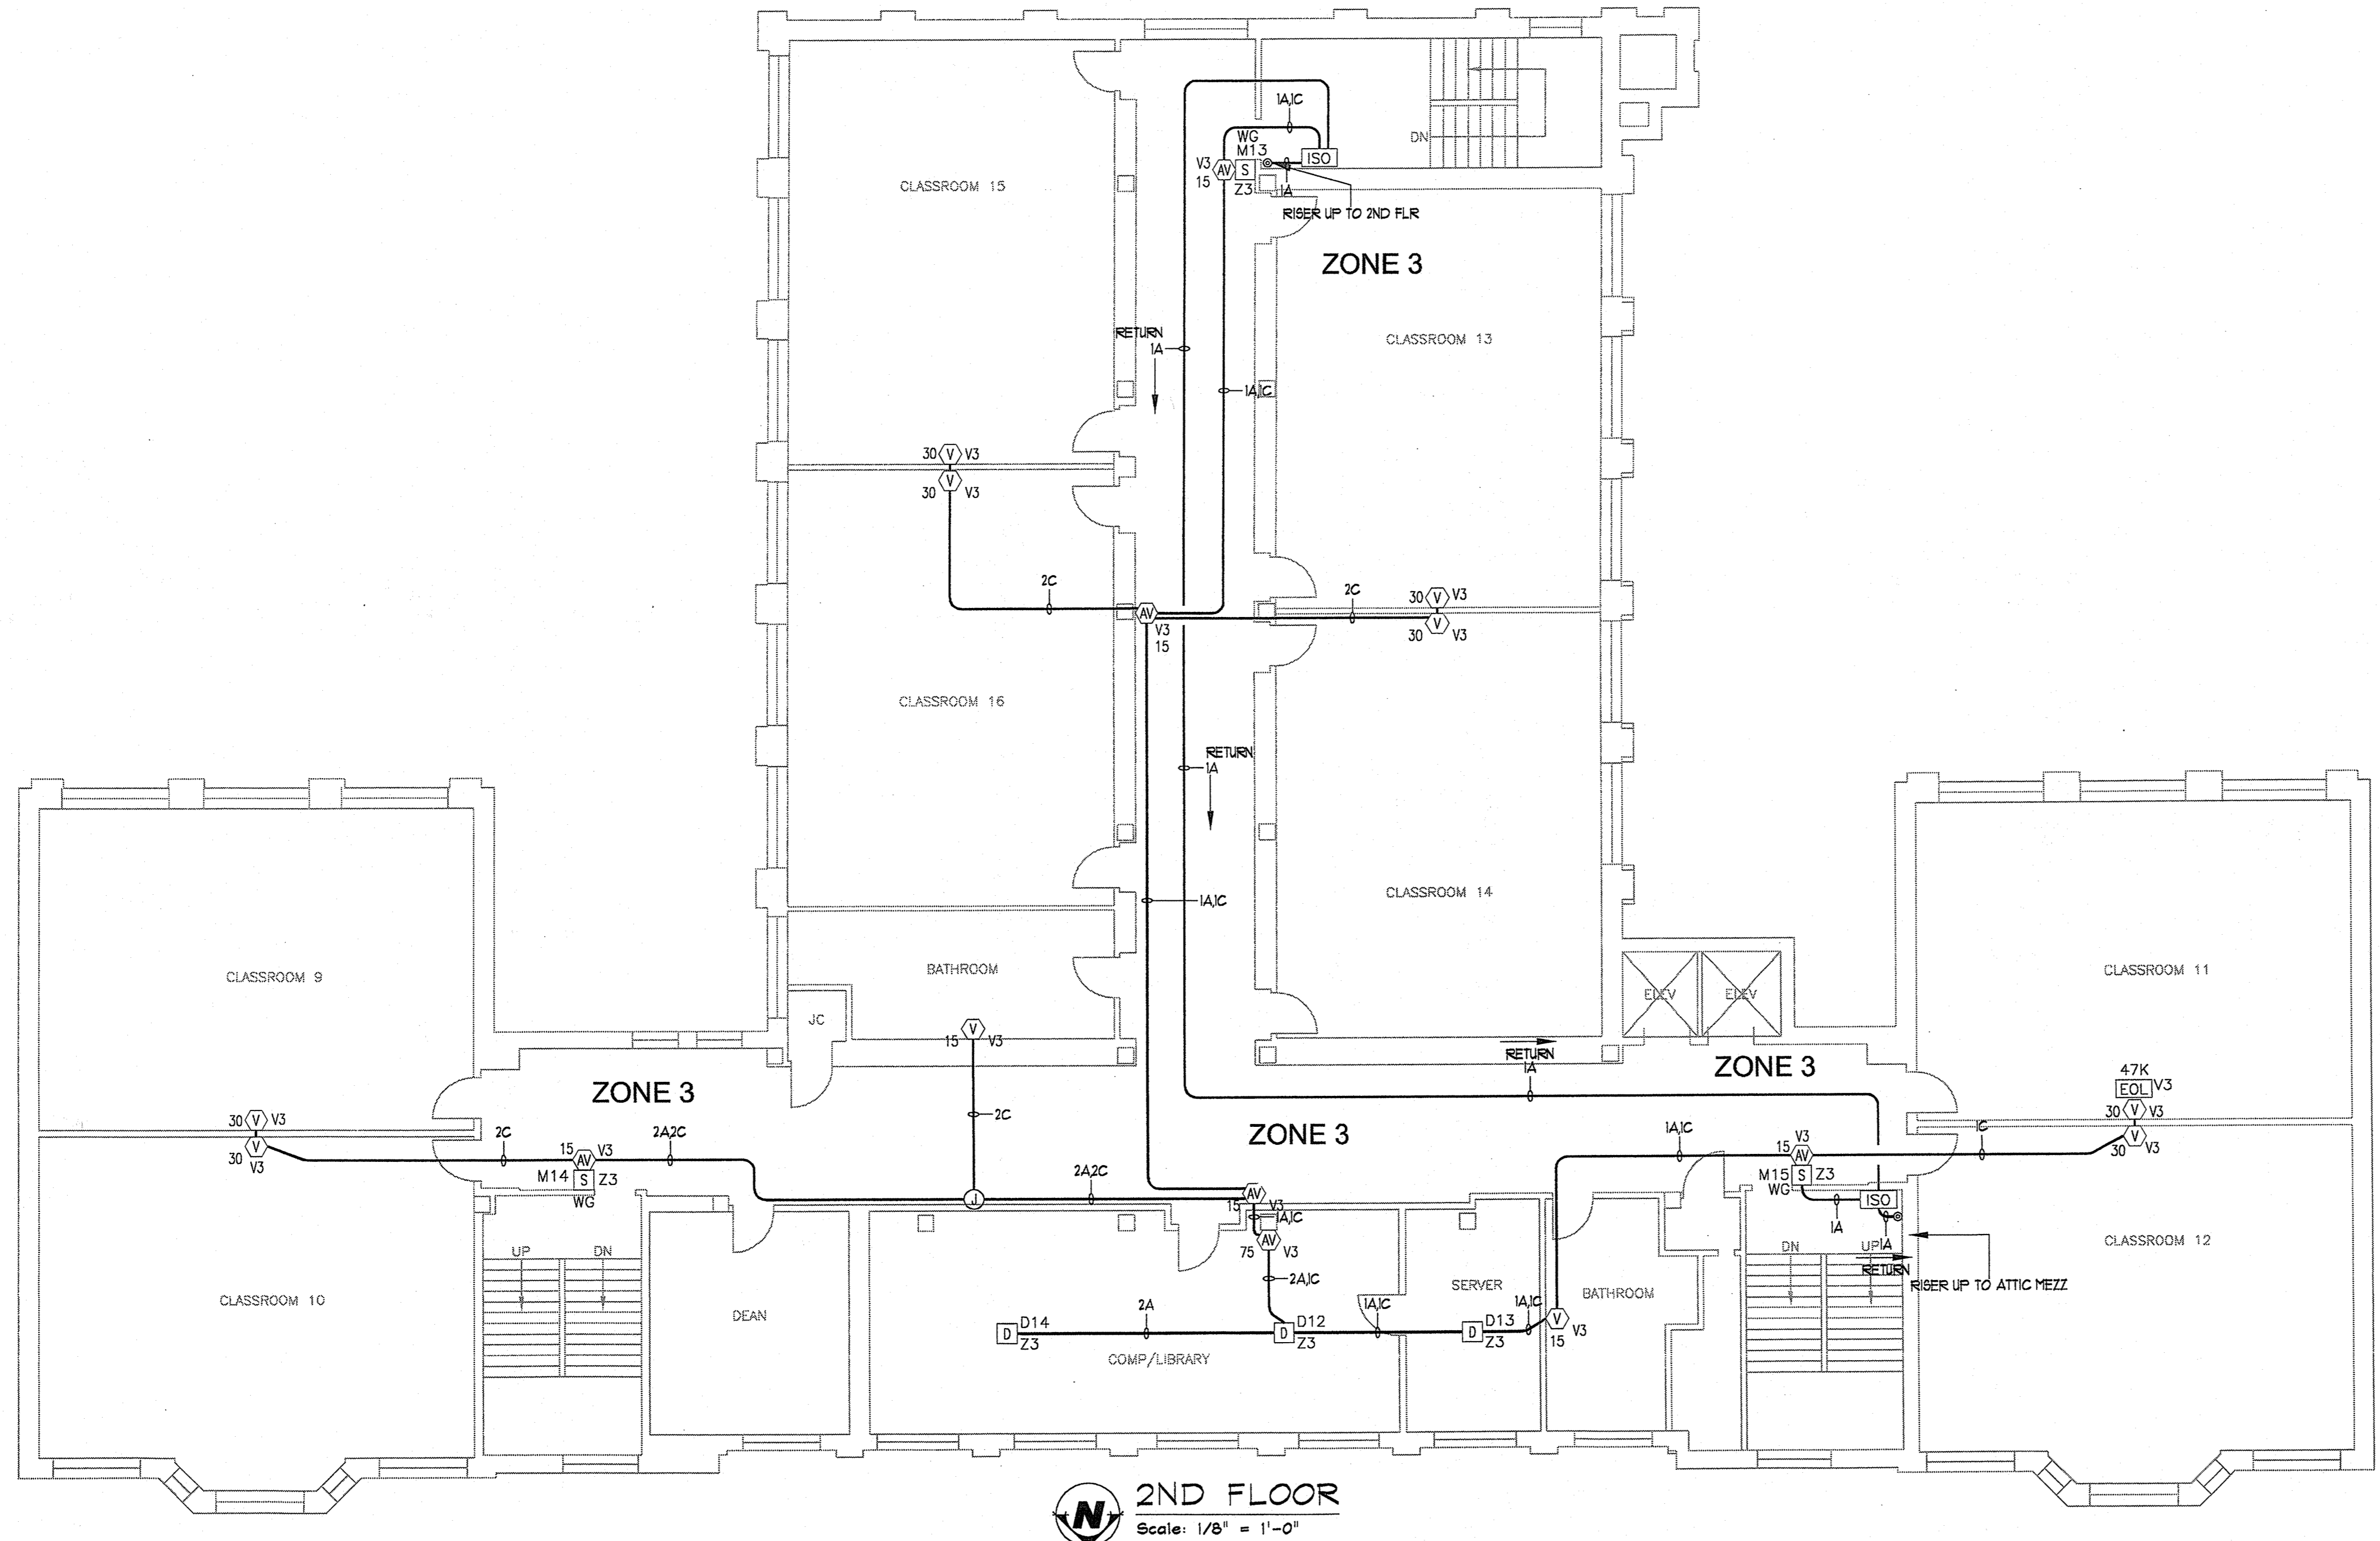 1A,1C
WG
M13
DN
V3
AV
S
ISO
15
Z3
1A
CLASSROOM 15
RISER UP TO 2ND FLR
ZONE 3
RETURN
1A
CLASSROOM 13
1A,1C
30 V V3
30 V V3
2C
2C
30 V V3
AV
30 V V3
V3
15
CLASSROOM 16
RETURN
1A
CLASSROOM 14
1A,1C
BATHROOM
CLASSROOM 9
CLASSROOM 11
ELEV
ELEV
JC
V
15 V3
RETURN
1A
ZONE 3
ZONE 3
47K
EOL V3
2C
30 V V3
30 V V3
ZONE 3
1A,1C
1C
V3
2C
15 AV V3
2A,2C
15 AV
30 V V3
30 V V3
M14 S Z3
WG
M15 S Z3
WG
J
2A,2C
AV
15 V3
ISO
1A,1C
1A
1A
AV
75 V3
UP
DN
DN
UP
RETURN
CLASSROOM 12
RISER UP TO ATTIC MEZZ
2A,1C
SERVER
BATHROOM
CLASSROOM 10
DEAN
2A
1A,1C
1A,1C
D D14
Z3
D D12
Z3
D D13
Z3
V
15 V3
COMP/LIBRARY
N
2ND FLOOR
Scale: 1/8" = 1'-0"